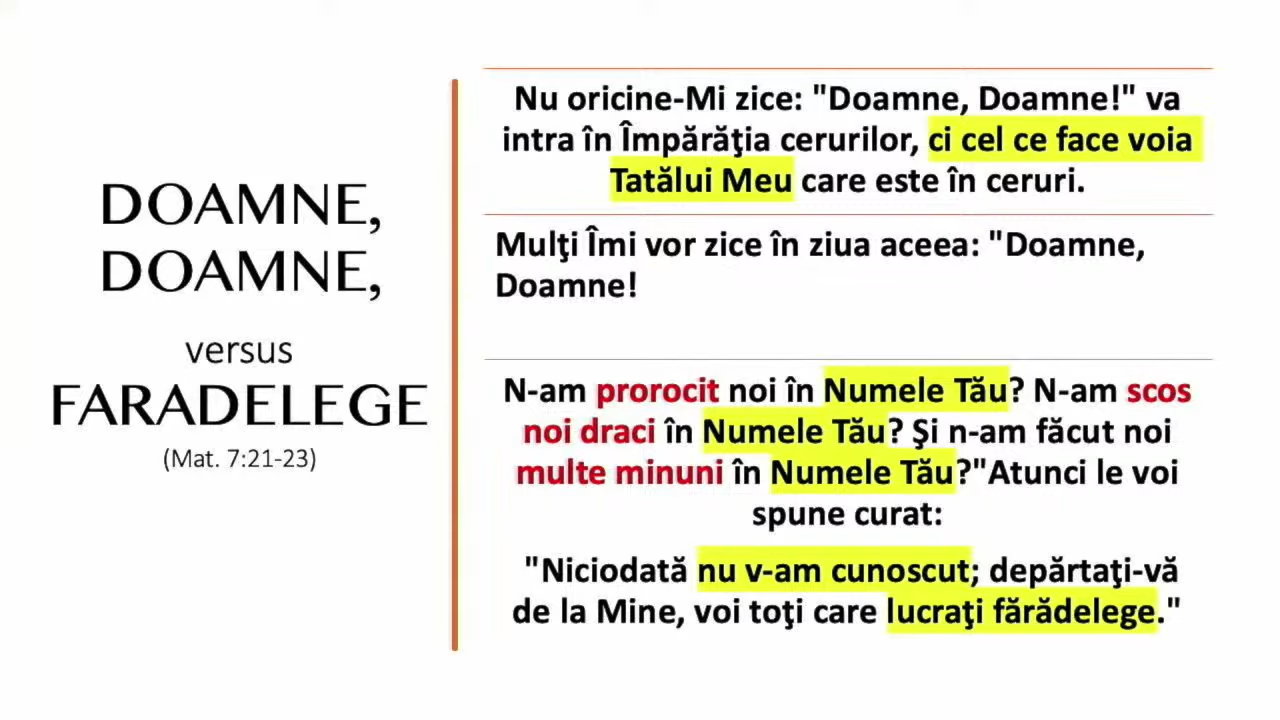 DOAMNE,
DOAMNE,
versus
FARADELEGE
(Mat. 7:21-23)
Nu oricine-Mi zice: "Doamne, Doamne!" va
intra în Împărăţia cerurilor, ci cel ce face voia
Tatălui Meu care este în ceruri.
Mulţi Îmi vor zice în ziua aceea: "Doamne,
Doamne!
N-am prorocit noi în Numele Tău? N-am scos
noi draci în Numele Tău? Şi n-am făcut noi
multe minuni în Numele Tău?"Atunci le voi
spune curat:
"Niciodată nu v-am cunoscut; depărtaţi-vă
de la Mine, voi toţi care lucraţi fărădelege."